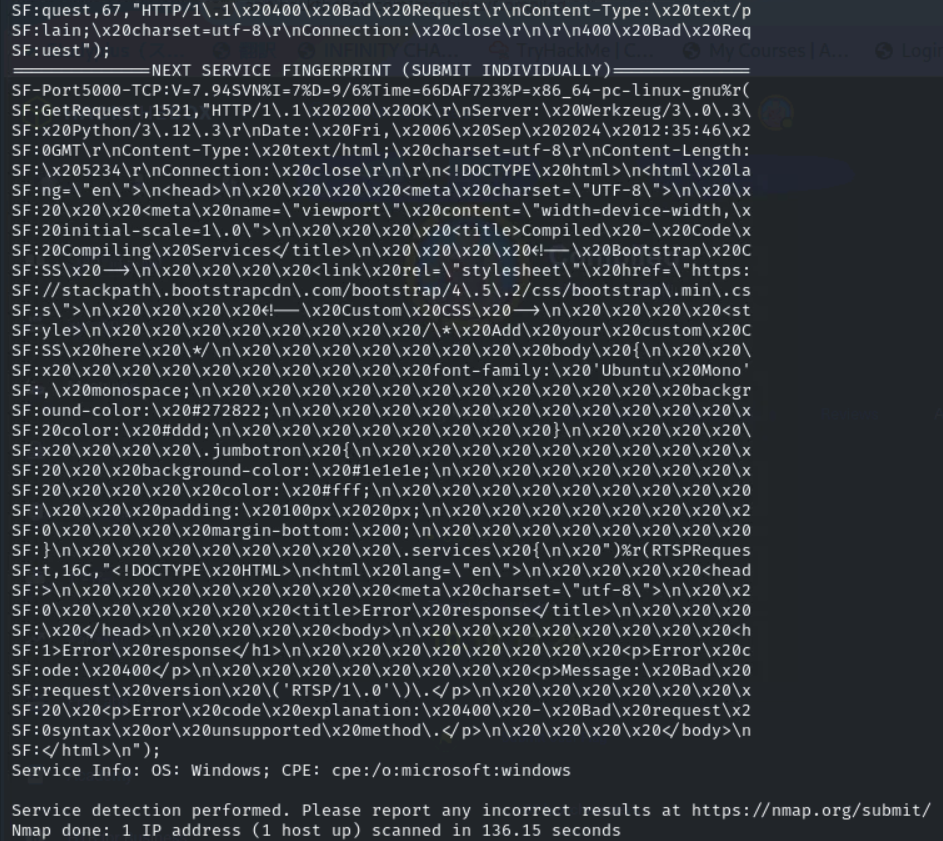 SF:quest,67,"HTTP/1\.1\x20400\x20Bad\x20Request\r\nContent-Type:\x20text/p
SF:lain;\x20charset=utf-8\r\nConnection:\x20close\r\n\r\n400\x20Bad\x20Req
SF:uest");
==============NEXT SERVICE FINGERPRINT (SUBMIT INDIVIDUALLY)==============
SF-Port5000-TCP:V=7.94SVN%I=7%D=9/6%Time=66DAF723%P=x86_64-pc-linux-gnu%r(
SF:GetRequest,1521,"HTTP/1\.1\x20200\x20OK\r\nServer:\x20Werkzeug/3\.0\.3\
SF:x20Python/3\.12\.3\r\nDate:\x20Fri,\x2006\x20Sep\x202024\x2012:35:46\x2
SF:0GMT\r\nContent-Type:\x20text/html;\x20charset=utf-8\r\nContent-Length:
SF:\x205234\r\nConnection:\x20close\r\n\r\n<!DOCTYPE\x20html>\n<html\x20la
SF:ng=\"en\">\n<head>\n\x20\x20\x20\x20<meta\x20charset=\"UTF-8\">\n\x20\x
SF:20\x20\x20<meta\x20name=\"viewport\"\x20content=\"width=device-width,\x
SF:20initial-scale=1\.0\">\n\x20\x20\x20\x20<title>Compiled\x20-\x20Code\x
SF:20Compiling\x20Services</title>\n\x20\x20\x20\x20<!--\x20Bootstrap\x20C
SF:SS\x20-->\n\x20\x20\x20\x20<link\x20rel=\"stylesheet\"\x20href=\"https:
SF://stackpath\.bootstrapcdn\.com/bootstrap/4\.5\.2/css/bootstrap\.min\.cs
SF:s\">\n\x20\x20\x20\x20<!--\x20Custom\x20CSS\x20-->\n\x20\x20\x20\x20<st
SF:yle>\n\x20\x20\x20\x20\x20\x20\x20\x20/\*\x20Add\x20your\x20custom\x20C
SF:SS\x20here\x20\*/\n\x20\x20\x20\x20\x20\x20\x20\x20body\x20{\n\x20\x20\
SF:x20\x20\x20\x20\x20\x20\x20\x20\x20\x20font-family:\x20'Ubuntu\x20Mono'
SF:,\x20monospace;\n\x20\x20\x20\x20\x20\x20\x20\x20\x20\x20\x20\x20backgr
SF:ound-color:\x20#272822;\n\x20\x20\x20\x20\x20\x20\x20\x20\x20\x20\x20\x
SF:20color:\x20#ddd;\n\x20\x20\x20\x20\x20\x20\x20\x20}\n\x20\x20\x20\x20\
SF:x20\x20\x20\x20\.jumbotron\x20{\n\x20\x20\x20\x20\x20\x20\x20\x20\x20\x
SF:20\x20\x20background-color:\x20#1e1e1e;\n\x20\x20\x20\x20\x20\x20\x20\x
SF:20\x20\x20\x20\x20color:\x20#fff;\n\x20\x20\x20\x20\x20\x20\x20\x20\x20
SF:\x20\x20\x20padding:\x20100px\x2020px;\n\x20\x20\x20\x20\x20\x20\x20\x2
SF:0\x20\x20\x20\x20margin-bottom:\x200;\n\x20\x20\x20\x20\x20\x20\x20\x20
SF:}\n\x20\x20\x20\x20\x20\x20\x20\x20\.services\x20{\n\x20")%r(RTSPReques
SF:t,16C,"<!DOCTYPE\x20HTML>\n<html\x20lang=\"en\">\n\x20\x20\x20\x20<head
SF:>\n\x20\x20\x20\x20\x20\x20\x20\x20<meta\x20charset=\"utf-8\">\n\x20\x2
SF:0\x20\x20\x20\x20\x20\x20<title>Error\x20response</title>\n\x20\x20\x20
SF:\x20</head>\n\x20\x20\x20\x20<body>\n\x20\x20\x20\x20\x20\x20\x20\x20<h
SF:1>Error\x20response</h1>\n\x20\x20\x20\x20\x20\x20\x20\x20<p>Error\x20c
SF:ode:\x20400</p>\n\x20\x20\x20\x20\x20\x20\x20\x20<p>Message:\x20Bad\x20
SF:request\x20version\x20\('RTSP/1\.0'\)\.</p>\n\x20\x20\x20\x20\x20\x20\x
SF:20\x20<p>Error\x20code\x20explanation:\x20400\x20-\x20Bad\x20request\x2
SF:0syntax\x20or\x20unsupported\x20method\.</p>\n\x20\x20\x20\x20</body>\n
SF:</html>\n");
Service Info: OS: Windows; CPE: cpe:/o:microsoft:windows
Service detection performed. Please report any incorrect results at https://nmap.org/submit/
Nmap done: 1 IP address (1 host up) scanned in 136.15 seconds